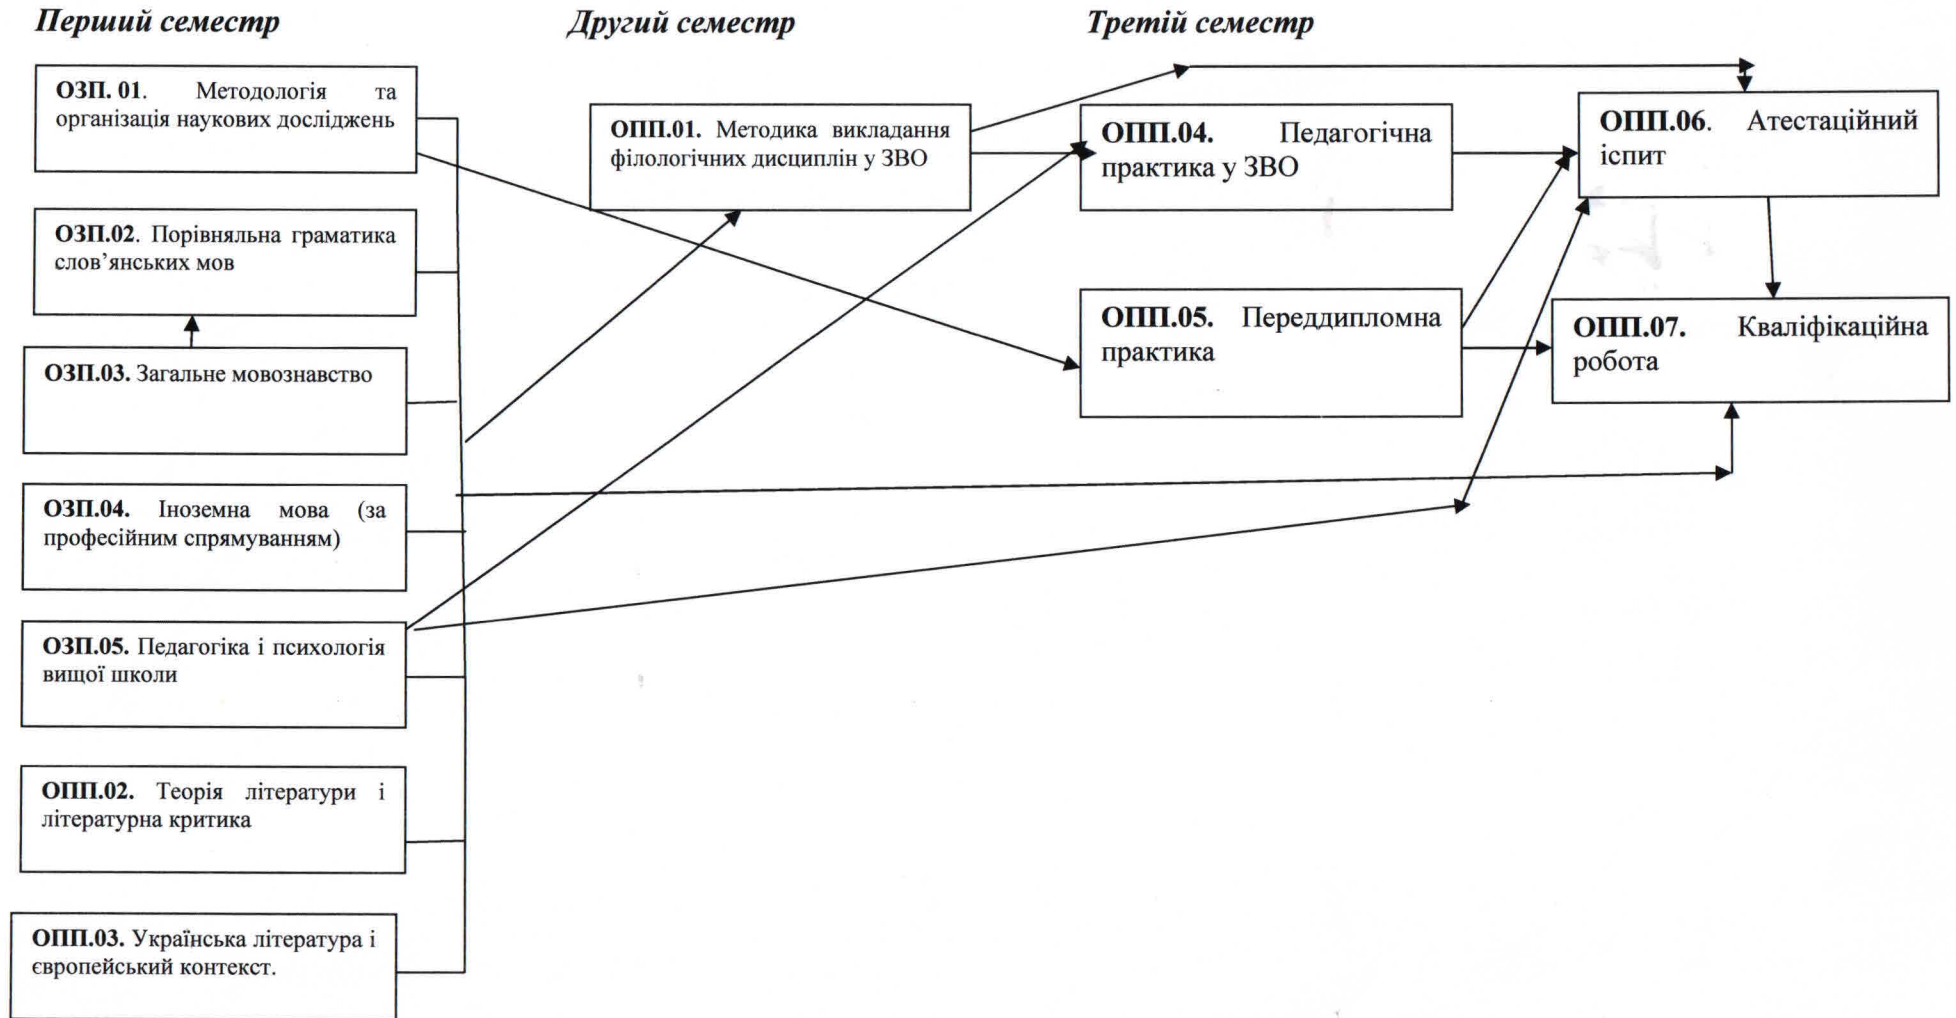 Перший семестр
Другий семестр
Третій семестр
ОЗП. 01. Методологія та
організація наукових досліджень
ОЗП.02. Порівняльна граматика
слов’янських мов
ОЗП.03. Загальне мовознавство
ОЗП.04. Іноземна мова (за
професійним спрямуванням)
ОЗП.05. Педагогіка і психологія
вищої школи
ОПП.02. Теорія літератури і
літературна критика
ОПП.03. Українська література і
європейський контекст.
ОПП.01. Методика викладання
філологічних дисциплін у ЗВО
ОПП.04. Педагогічна
практика у ЗВО
ОПП.05. Переддипломна
практика
ОПП.06. Атестаційний
іспит
ОПП.07. Кваліфікаційна
робота